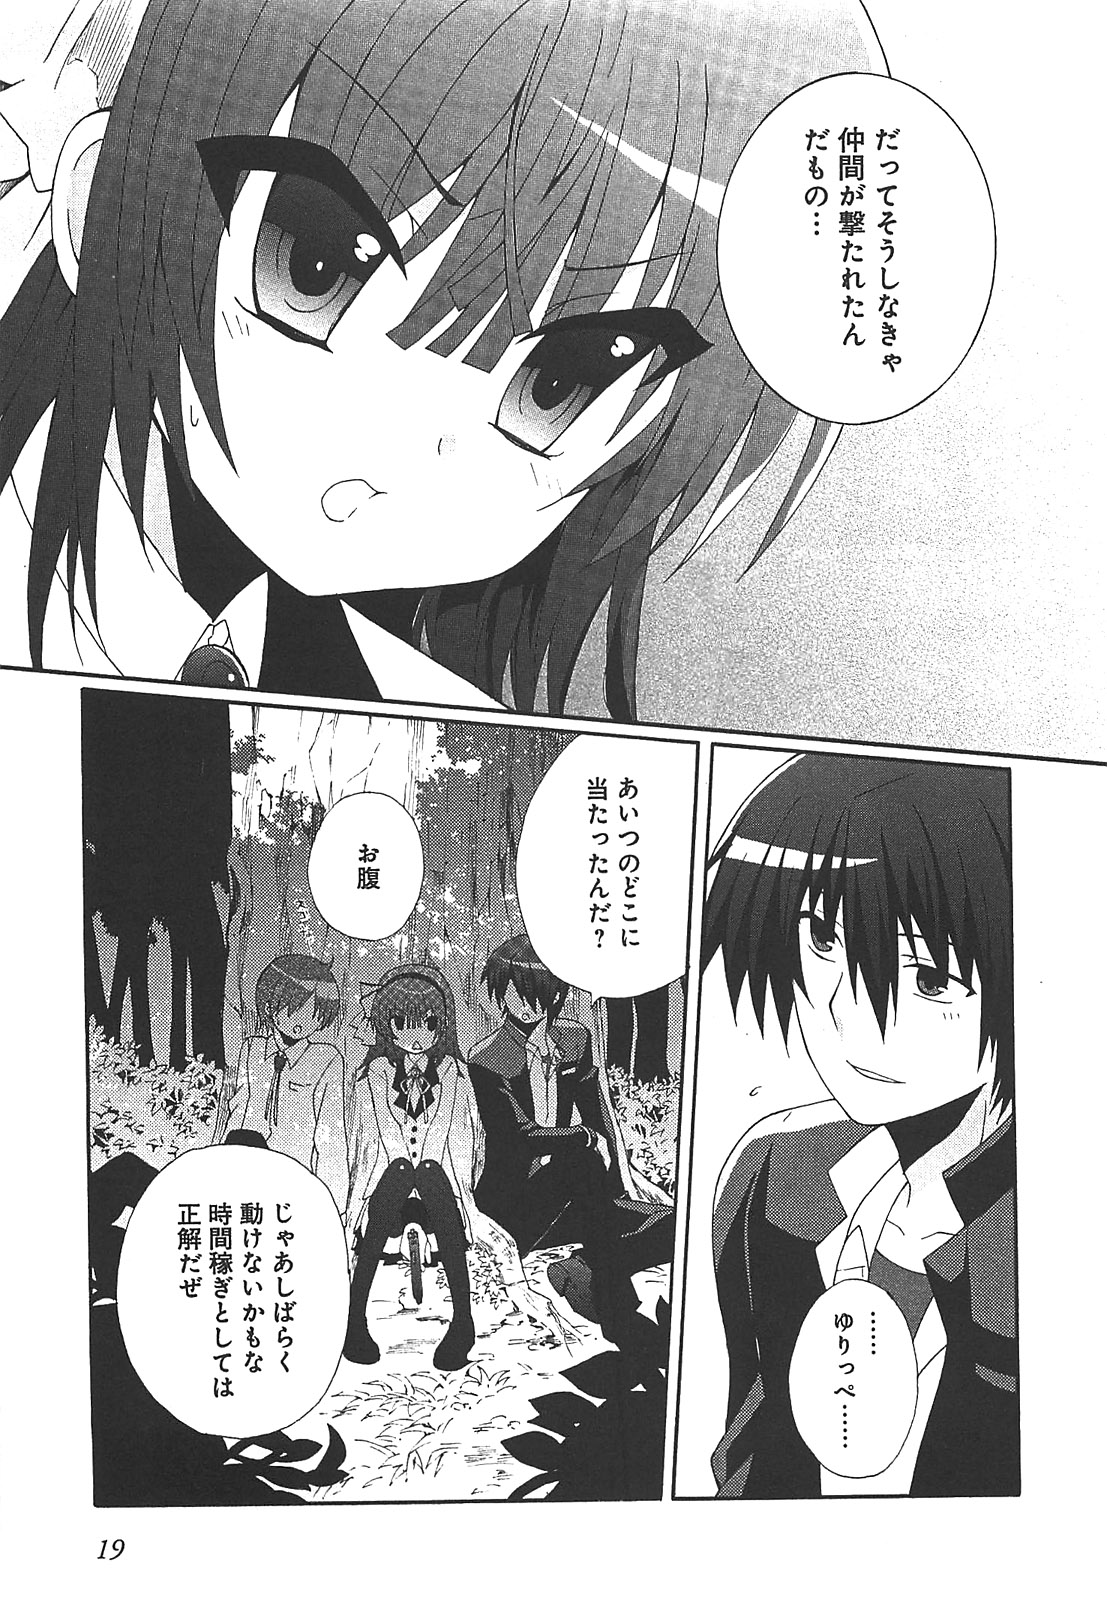 だってそうしなきゃ
仲間が撃たれたん
だもの…
……
ゆりっぺ……
あいつのどこに
当たったんだ？
お腹
じゃあしばらく
動けないかもな
時間稼ぎとしては
正解だぜ
19